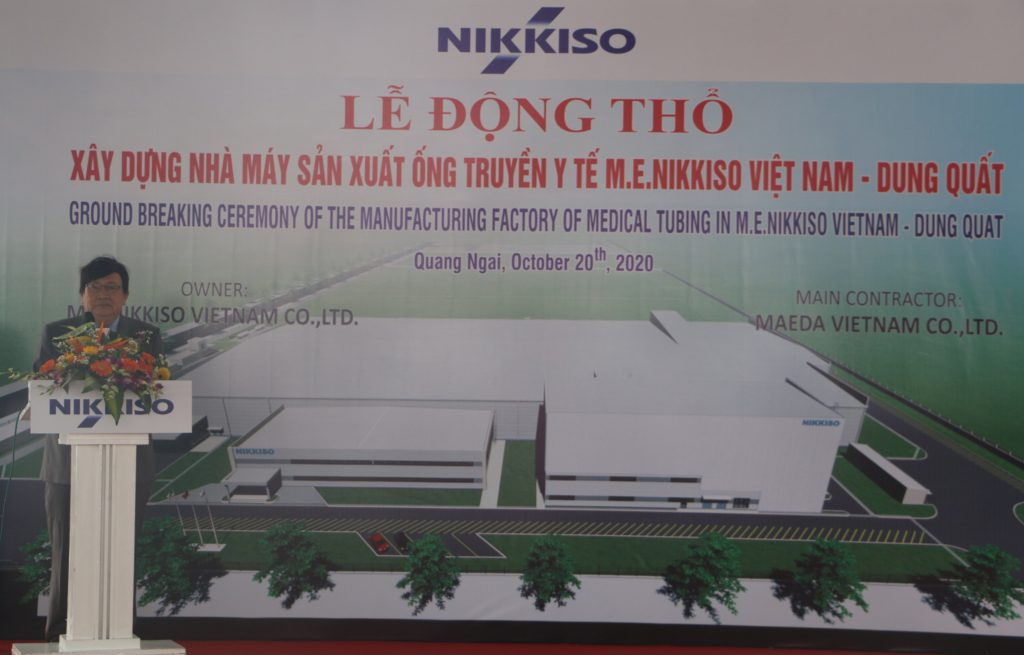 NIKKISO
LỄ ĐỘNG THỔ
XÂY DỰNG NHÀ MÁY SẢN XUẤT ỐNG TRUYỀN Y TẾ M.E.NIKKISO VIỆT NAM - DUNG QUẤT
GROUND BREAKING CEREMONY OF THE MANUFACTURING FACTORY OF MEDICAL TUBING IN M.E.NIKKISO VIETNAM - DUNG QUAT
Quang Ngai, October 20th, 2020
OWNER:
NIKKISO VIETNAM CO.,LTD.
MAIN CONTRACTOR:
MAEDA VIETNAM CO.,LTD.
NIKKISO
NIKKISO
NIKKISO